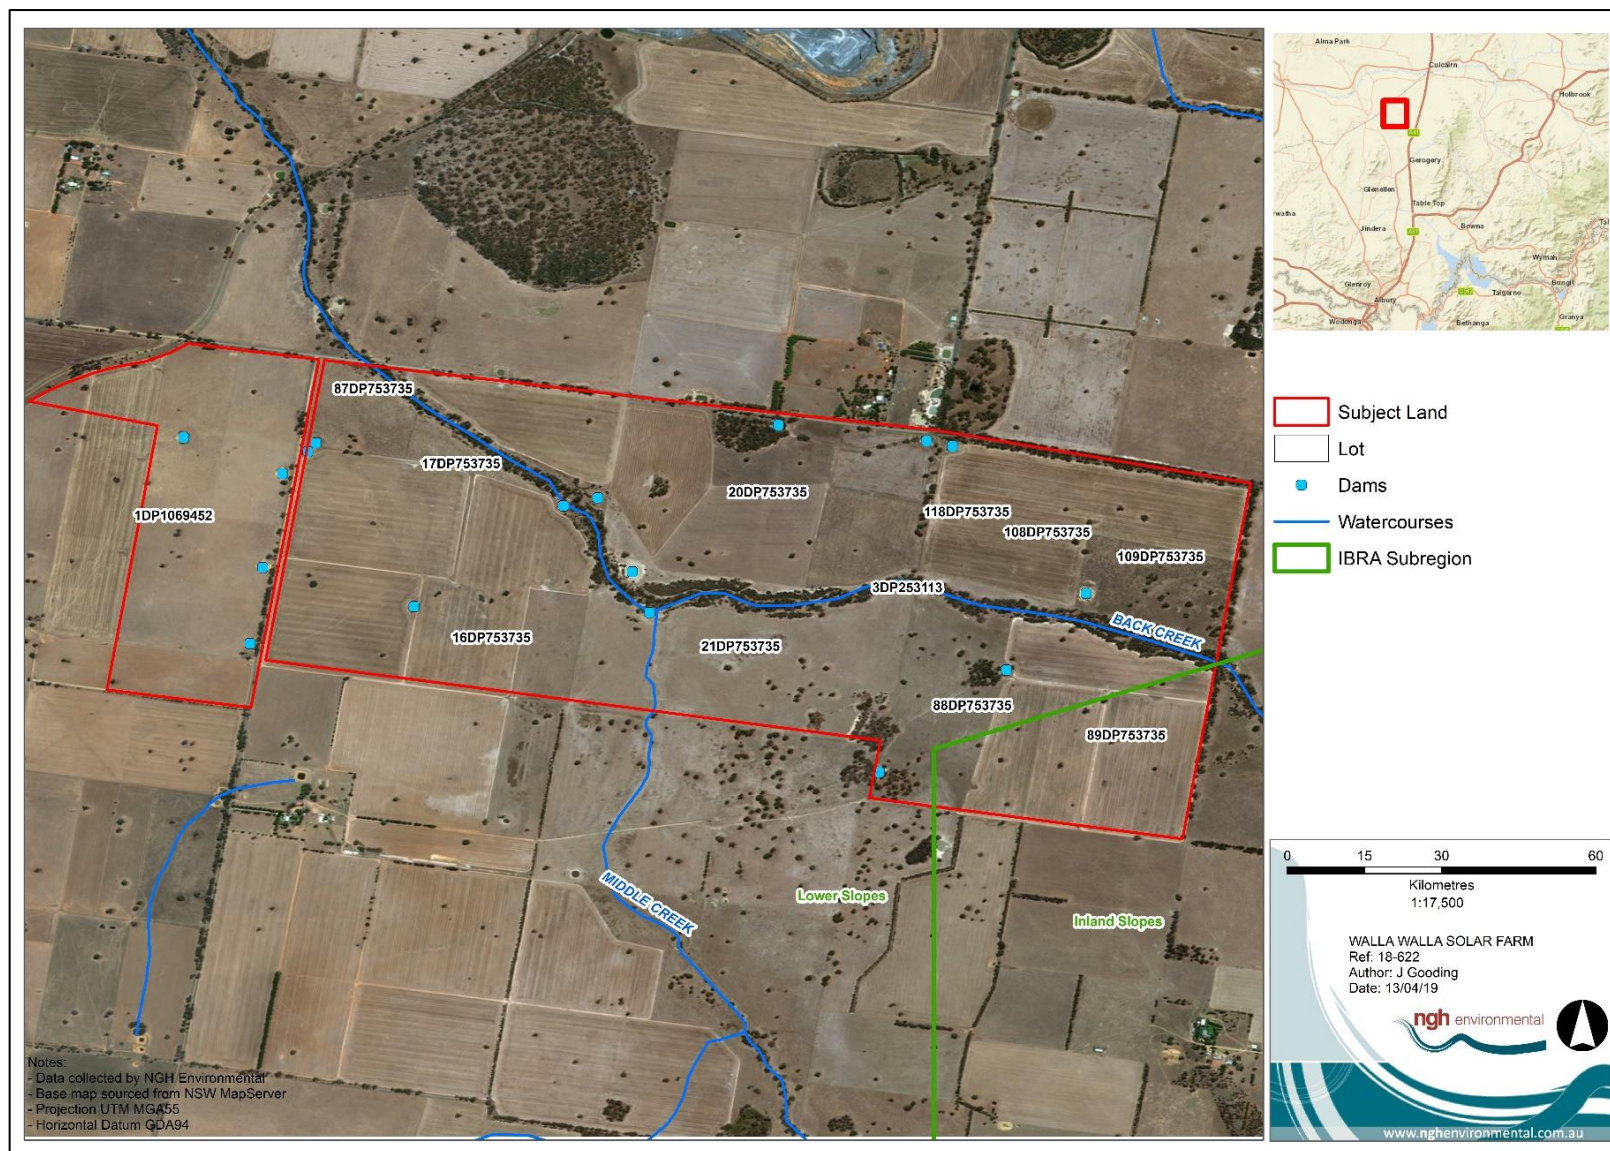 87DP753735
17DP753735
1DP1069452
20DP753735
118DP753735
108DP753735
109DP753735
3DP253113
BACK CREEK
16DP753735
21DP753735
88DP753735
89DP753735
MIDDLE CREEK
Lower Slopes
Inland Slopes
Notes:
- Data collected by NGH Environmental
- Base map sourced from NSW MapServer
- Projection UTM MGA55
- Horizontal Datum GDA94
Alma Park
Culcairn
Holbrook
A41
Gerogery
Glenellen
Table Top
rwatha
Jindera
Bowna
Wymah
Glenroy
Albury
Talgarno
Bungil
Wodonga
Bethanga
Granya
Subject Land
Lot
Dams
Watercourses
IBRA Subregion
0 15 30 60
Kilometres
1:17,500
WALLA WALLA SOLAR FARM
Ref: 18-622
Author: J Gooding
Date: 13/04/19
ngh environmental
www.nghenvironmental.com.au